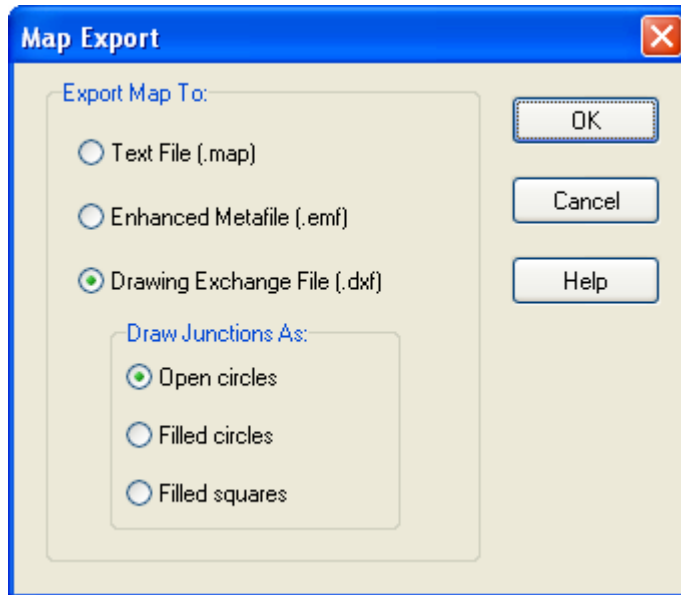 Map Export
Export Map To:
Text File (.map)
Enhanced Metafile (.emf)
Drawing Exchange File (.dxf)
Draw Junctions As:
Open circles
Filled circles
Filled squares
OK
Cancel
Help